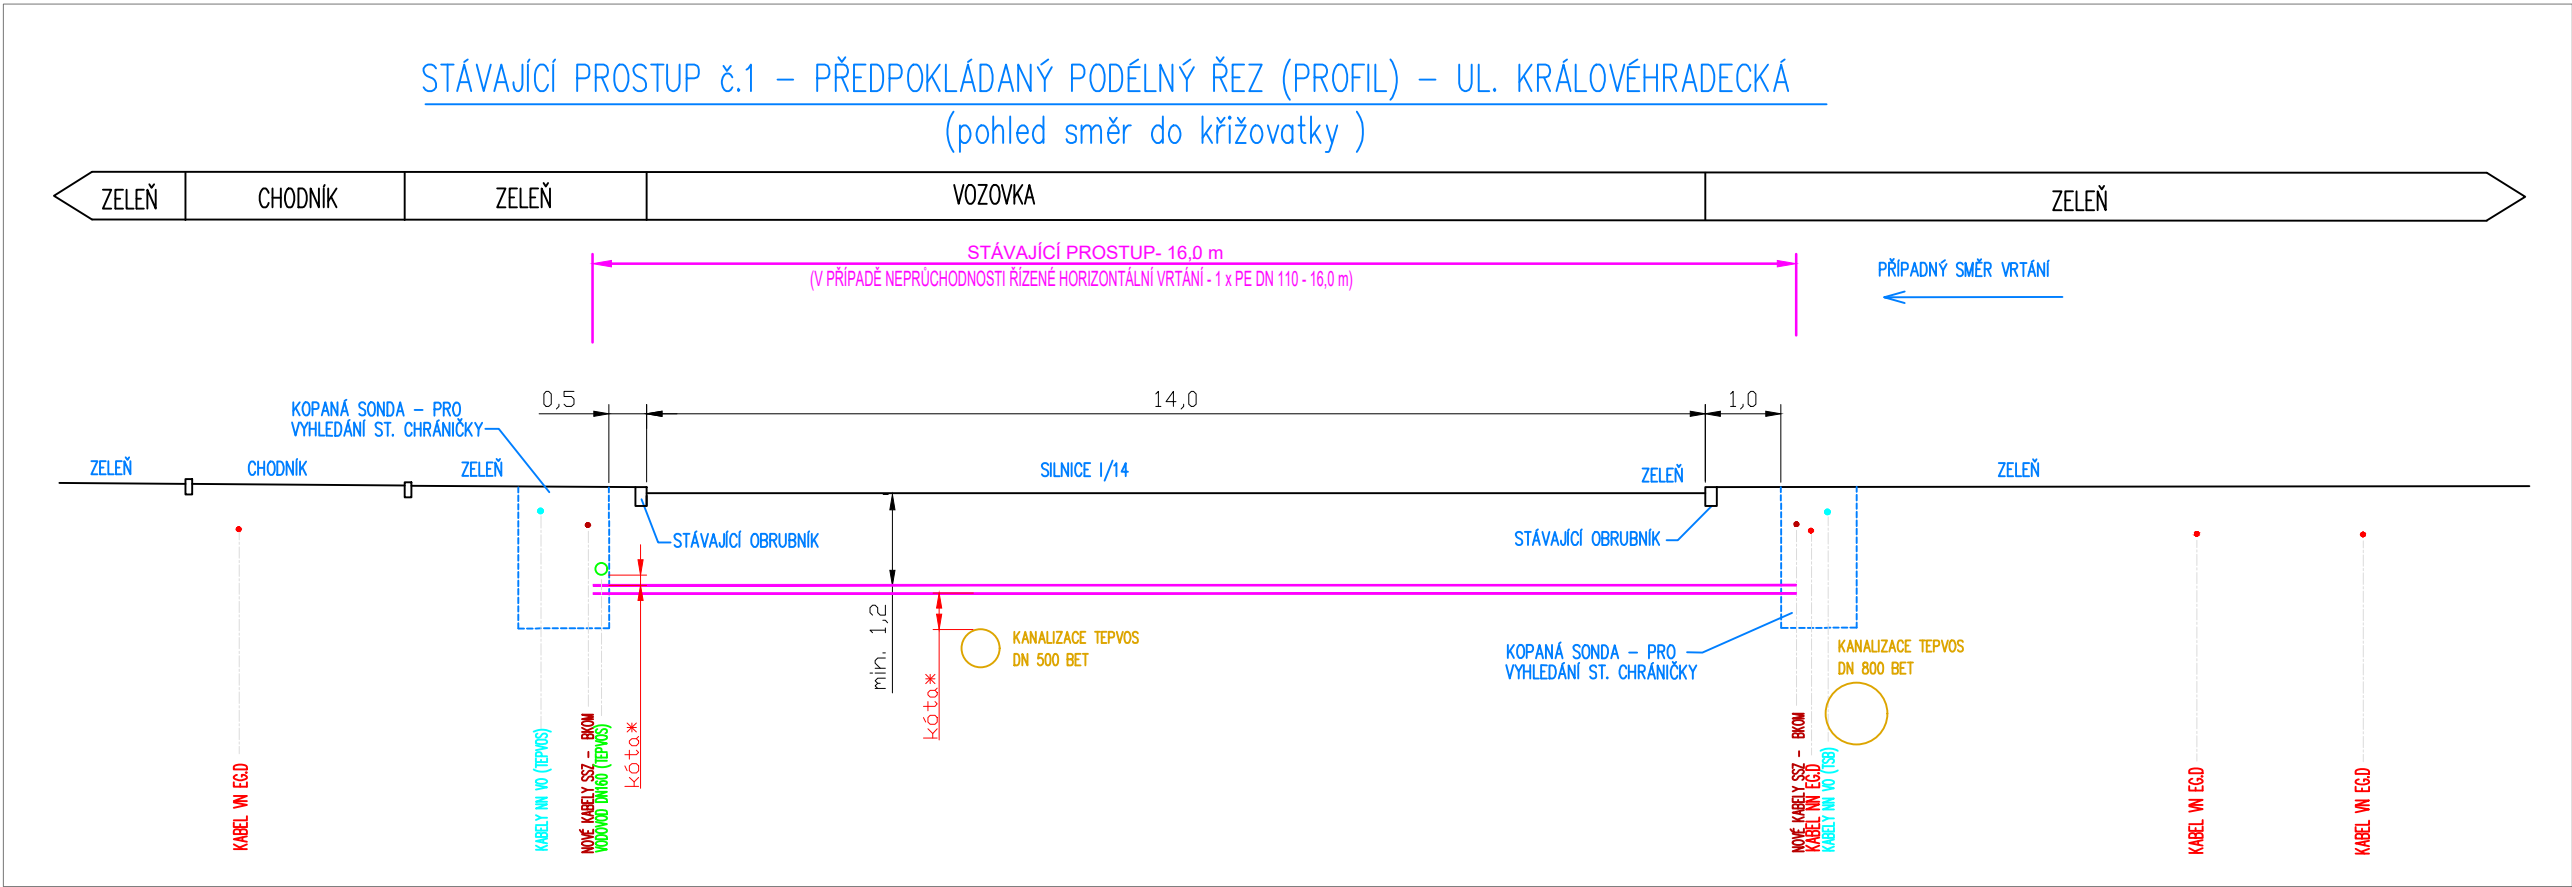 STÁVAJÍCÍ PROSTUP č.1 – PŘEDPOKLÁDANÝ PODÉLNÝ ŘEZ (PROFIL) – UL. KRÁLOVÉHRADECKÁ
(pohled směr do křižovatky )
ZELEŇ
CHODNÍK
ZELEŇ
VOZOVKA
ZELEŇ
STÁVAJÍCÍ PROSTUP- 16,0 m
(V PŘÍPADĚ NEPRŮCHODNOSTI ŘÍZENÉ HORIZONTÁLNÍ VRTÁNÍ - 1 x PE DN 110 - 16,0 m)
PŘÍPADNÝ SMĚR VRTÁNÍ
0,5
14,0
1,0
KOPANÁ SONDA – PRO
VYHLEDÁNÍ ST. CHRÁNIČKY
ZELEŇ
CHODNÍK
ZELEŇ
SILNICE I/14
ZELEŇ
ZELEŇ
STÁVAJÍCÍ OBRUBNÍK
STÁVAJÍCÍ OBRUBNÍK
min. 1,2
kóta*
kóta*
KANALIZACE TEPVOS
DN 500 BET
KOPANÁ SONDA – PRO
VYHLEDÁNÍ ST. CHRÁNIČKY
KANALIZACE TEPVOS
DN 800 BET
KABEL VN EG.D
KABELY NN VO (TEPVOS)
NOVÉ KABELY SSZ - BKOM
VODOVOD DN160 (TEPVOS)
NOVÉ KABELY SSZ - BKOM
KABEL NN EG.D
KABELY NN VO (TSB)
KABEL VN EG.D
KABEL VN EG.D